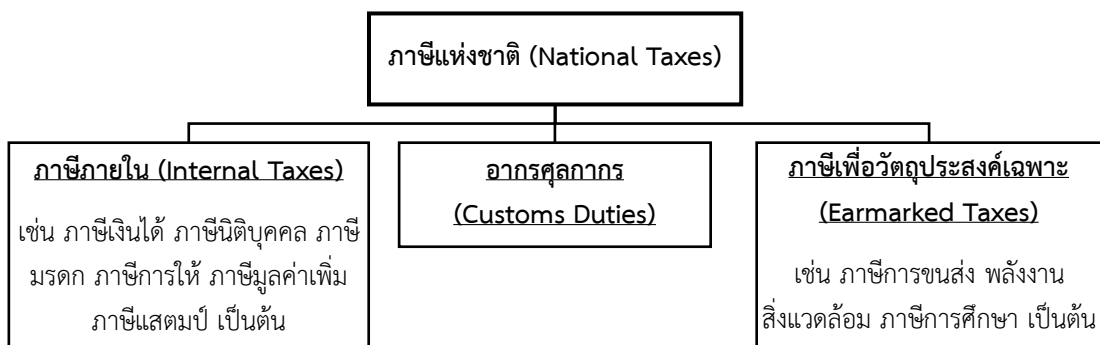 ภาษีแห่งชาติ (National Taxes)
ภาษีภายใน (Internal Taxes)
เช่น ภาษีเงินได้ ภาษีนิติบุคคล ภาษี
มรดก ภาษีการให้ ภาษีมูลค่าเพิ่ม
ภาษีแสตมป์ เป็นต้น
อากรศุลกากร
(Customs Duties)
ภาษีเพื่อวัตถุประสงค์เฉพาะ
(Earmarked Taxes)
เช่น ภาษีการขนส่ง พลังงาน
สิ่งแวดล้อม ภาษีการศึกษา เป็นต้น